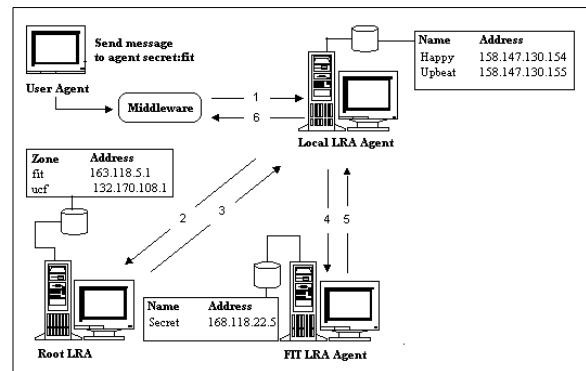 Send message
to agent secret:fit
User Agent
Middleware
1
6
Name Address
Happy 158.147.130.154
Upbeat 158.147.130.155
Local LRA Agent
Zone Address
fit 163.118.5.1
ucf 132.170.108.1
2
3
4
5
Name Address
Secret 168.118.22.5
Root LRA
FIT LRA Agent